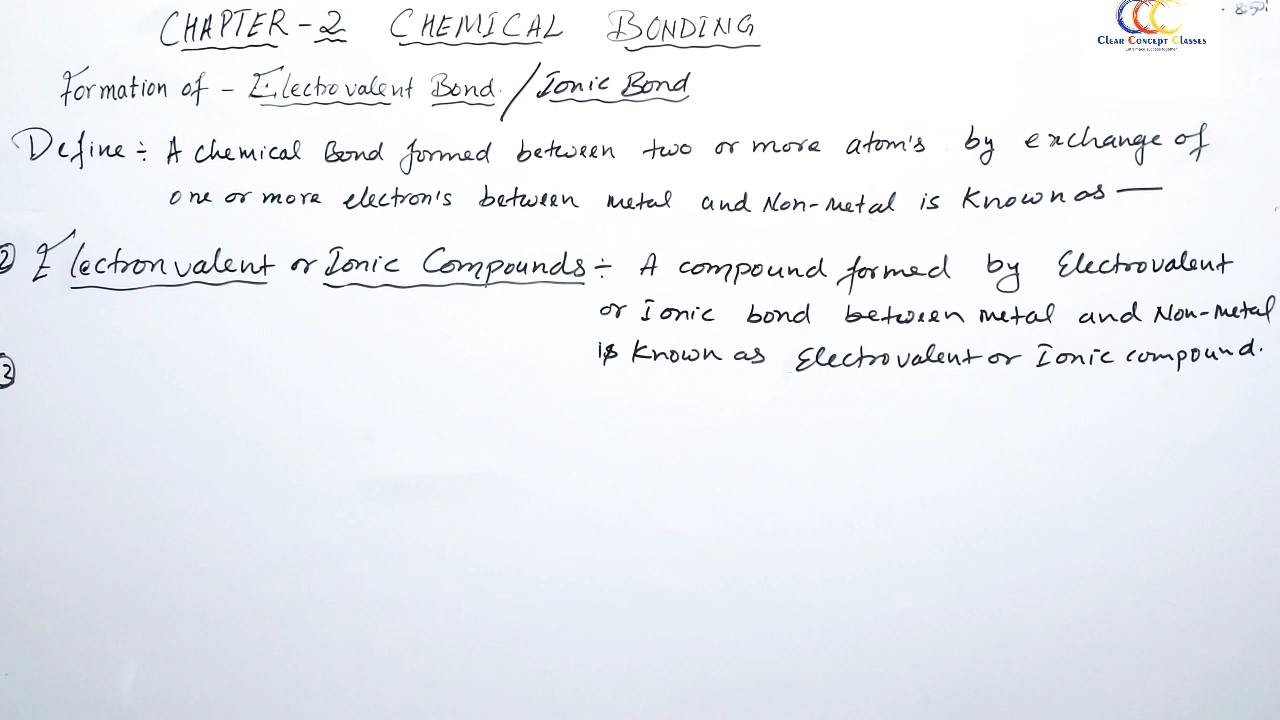 CHAPTER-2 CHEMICAL BONDING
CLEAR CONCEPT CLASSES
Formation of - Electrovalent Bond. / Ionic Bond
Define ÷ A chemical Bond formed between two or more atom's by exchange of
one or more electron's between metal and Non-metal is known as —
② Electronvalent or Ionic Compounds ÷ A compound formed by Electrovalent
or Ionic bond between metal and Non-metal
is known as Electrovalent or Ionic compound.
③